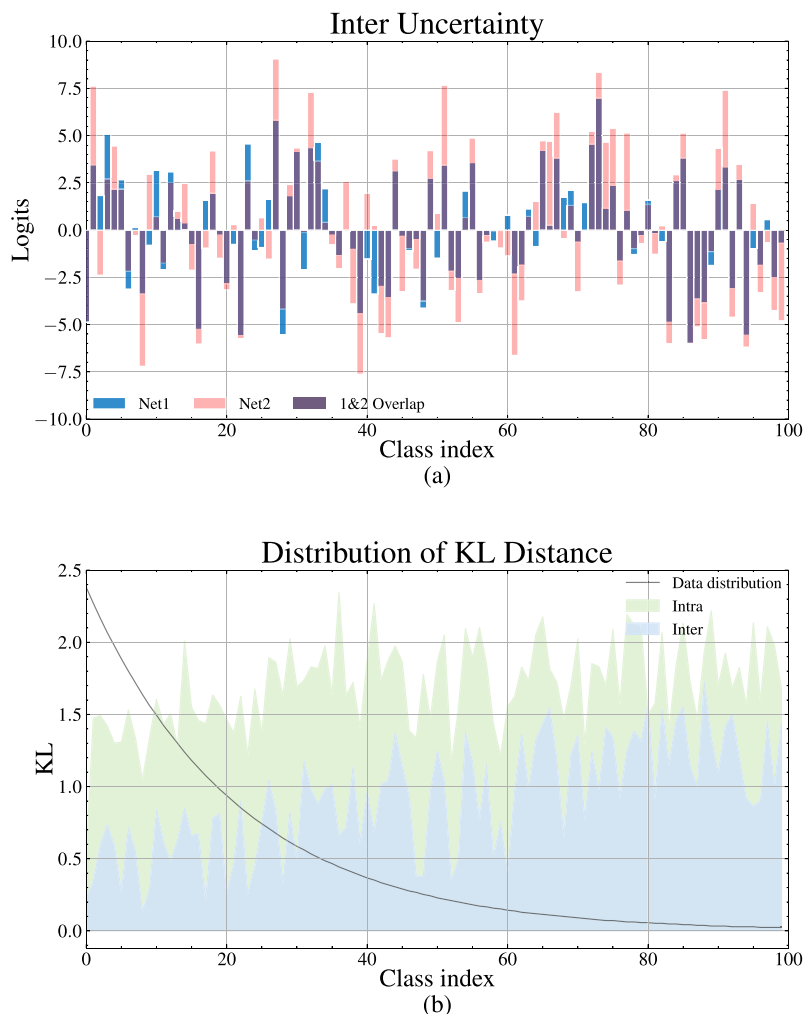 Inter Uncertainty
10.0
7.5
5.0
2.5
0.0
−2.5
−5.0
−7.5
−10.0
Logits
Net1 Net2 1&2 Overlap
0 20 40 60 80 100
Class index
(a)
Distribution of KL Distance
2.5
2.0
1.5
1.0
0.5
0.0
KL
Data distribution
Intra
Inter
0 20 40 60 80 100
Class index
(b)